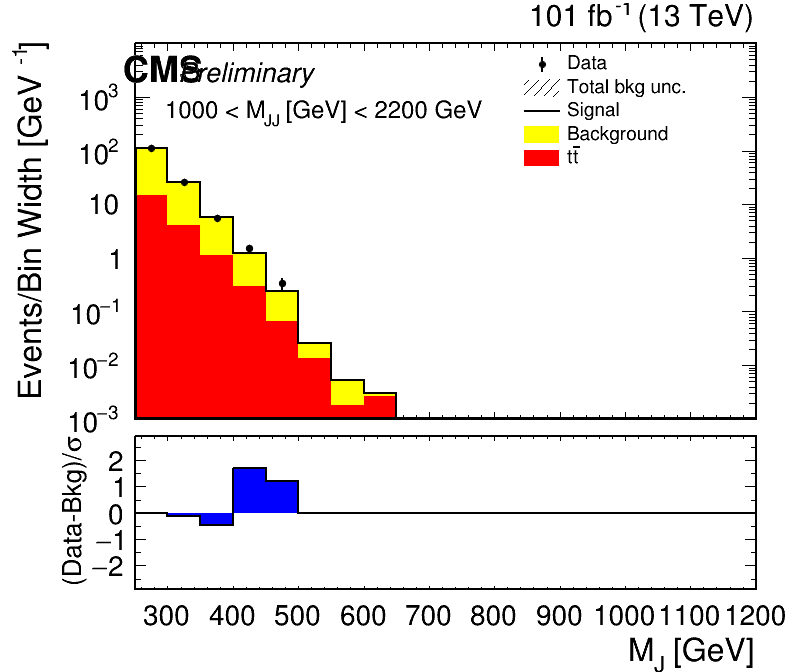 101 fb⁻¹ (13 TeV)
CMS Preliminary
1000 < M_JJ [GeV] < 2200 GeV
Data
Total bkg unc.
Signal
Background
tt̄
Events/Bin Width [GeV⁻¹]
10³
10²
10
1
10⁻¹
10⁻²
10⁻³
(Data-Bkg)/σ
2
1
0
−1
−2
300 400 500 600 700 800 900 1000 1100 1200
M_J [GeV]